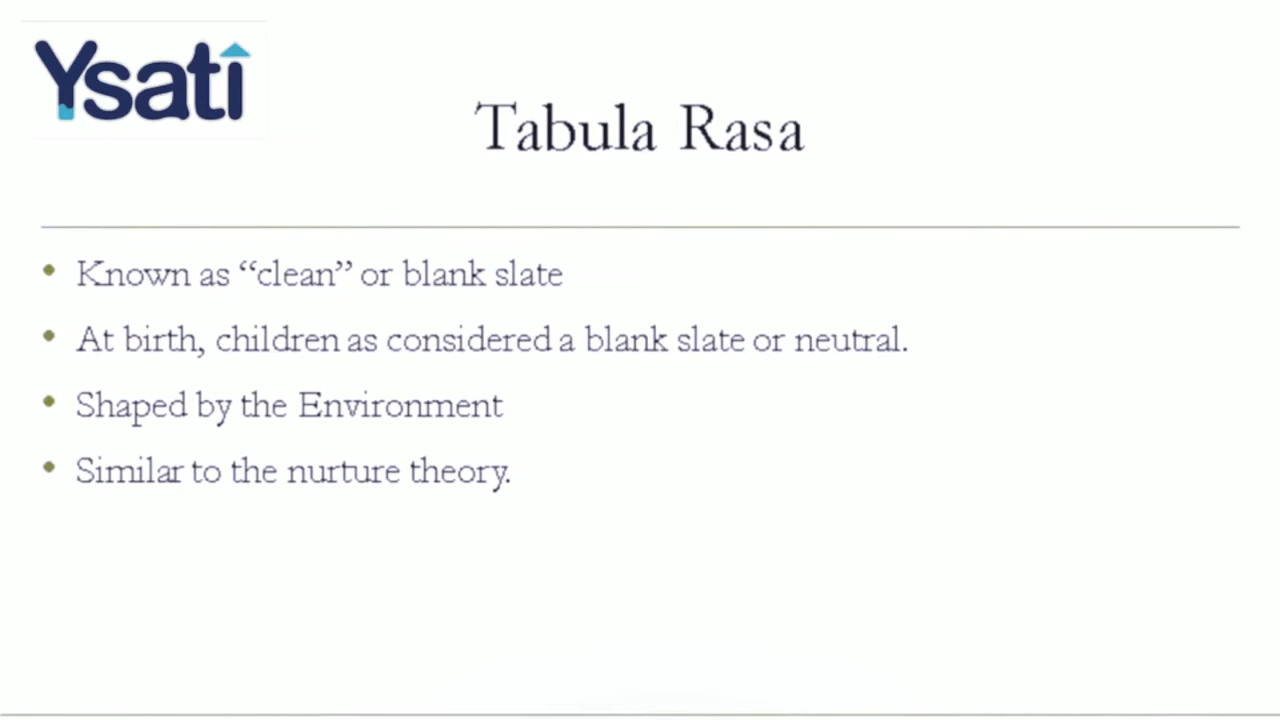 Ysati
Tabula Rasa
• Known as “clean” or blank slate
• At birth, children as considered a blank slate or neutral.
• Shaped by the Environment
• Similar to the nurture theory.